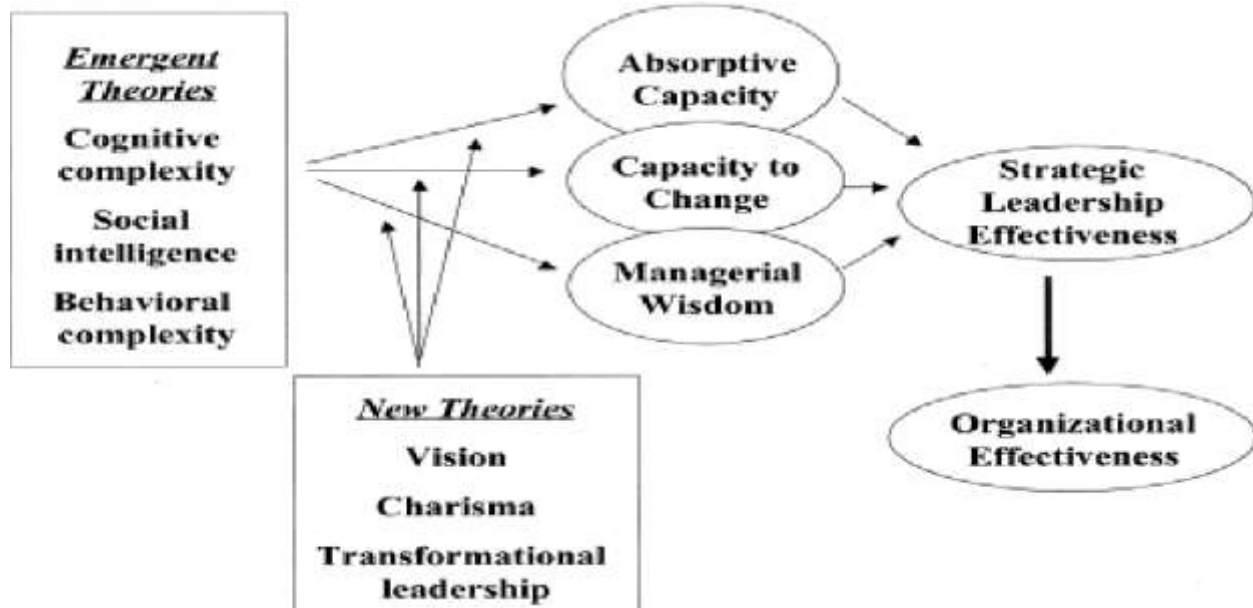 Emergent
Theories
Cognitive
complexity
Social
intelligence
Behavioral
complexity
New Theories
Vision
Charisma
Transformational
leadership
Absorptive
Capacity
Capacity to
Change
Managerial
Wisdom
Strategic
Leadership
Effectiveness
Organizational
Effectiveness